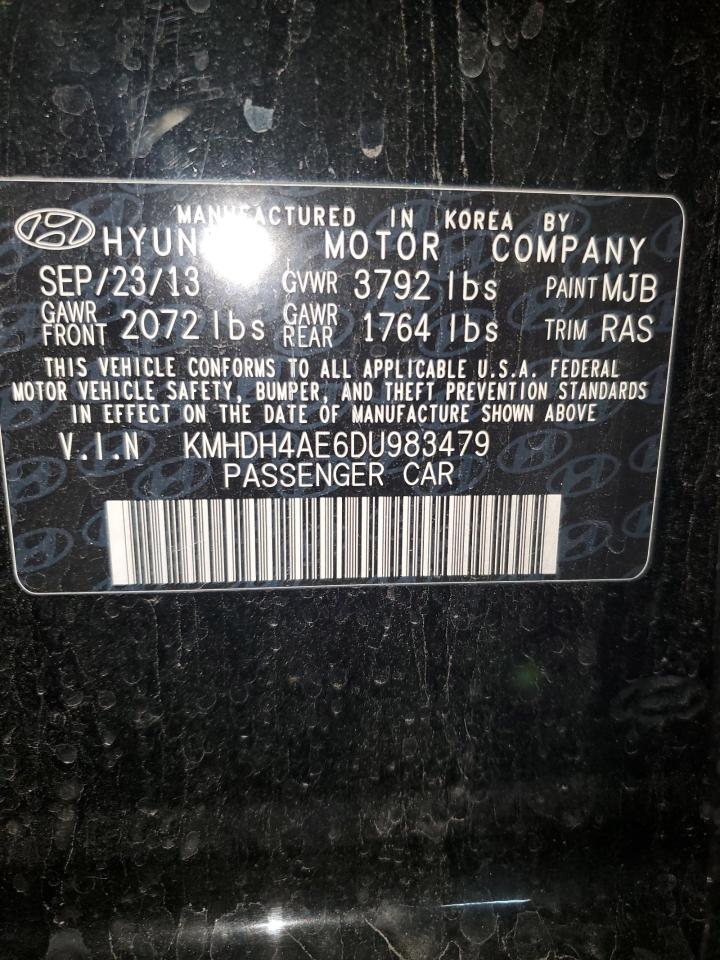 MANUFACTURED IN KOREA BY
MOTOR COMPANY
SEP/23/13 GVWR 3792 lbs PAINT MJB
GAWR FRONT 2072 lbs GAWR REAR 1764 lbs TRIM RAS
THIS VEHICLE CONFORMS TO ALL APPLICABLE U.S.A. FEDERAL
MOTOR VEHICLE SAFETY, BUMPER, AND THEFT PREVENTION STANDARDS
IN EFFECT ON THE DATE OF MANUFACTURE SHOWN ABOVE
V.I.N KMHDH4AE6DU983479
PASSENGER CAR